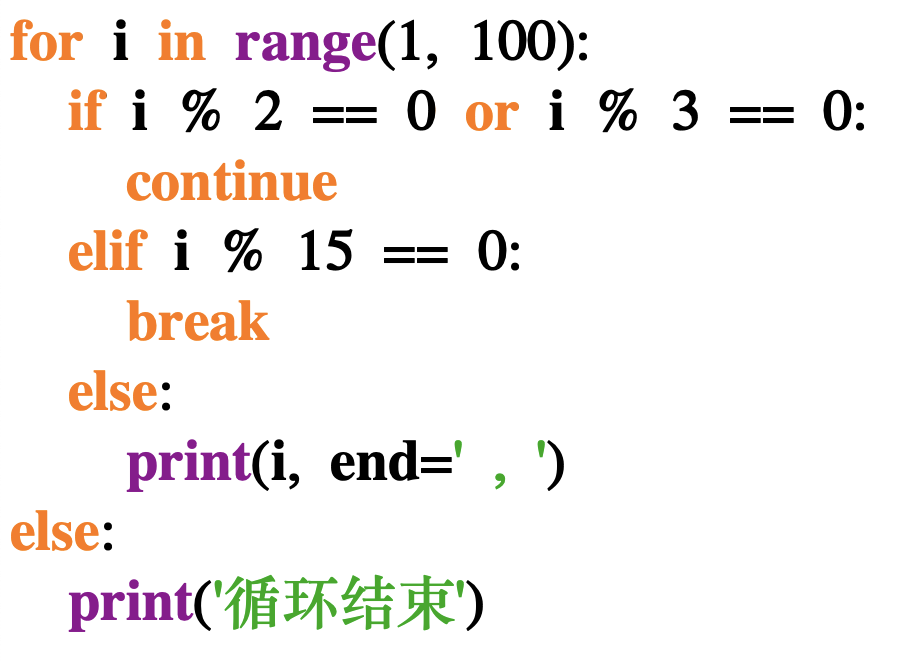 for i in range(1, 100):
  if i % 2 == 0 or i % 3 == 0:
    continue
  elif i % 15 == 0:
    break
  else:
    print(i, end=' , ')
else:
  print('循环结束')